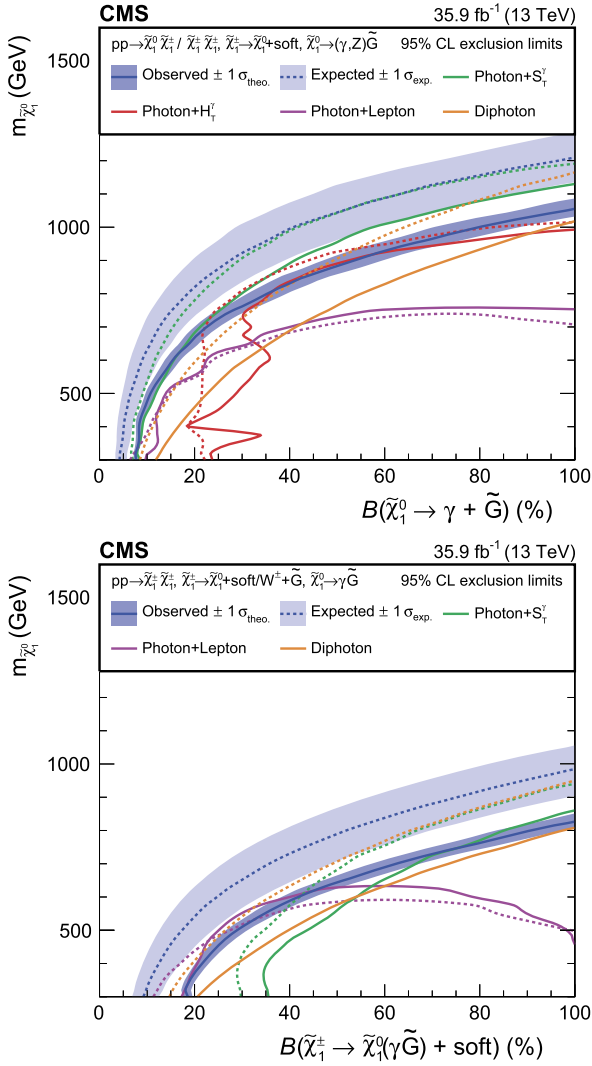 CMS 35.9 fb⁻¹ (13 TeV)
pp→χ̃₁⁰ χ̃₁± / χ̃₁± χ̃₁±, χ̃₁±→χ̃₁⁰+soft, χ̃₁⁰→(γ,Z)G̃ 95% CL exclusion limits
Observed ± 1 σtheo. Expected ± 1 σexp. Photon+S_T^γ
Photon+H_T^γ Photon+Lepton Diphoton
m_χ̃₁⁰ (GeV)
1500
1000
500
0 20 40 60 80 100
B(χ̃₁⁰ → γ + G̃) (%)
CMS 35.9 fb⁻¹ (13 TeV)
pp→χ̃₁± χ̃₁±, χ̃₁±→χ̃₁⁰+soft/W±+G̃, χ̃₁⁰→γG̃ 95% CL exclusion limits
Observed ± 1 σtheo. Expected ± 1 σexp. Photon+S_T^γ
Photon+Lepton Diphoton
m_χ̃₁⁰ (GeV)
1500
1000
500
0 20 40 60 80 100
B(χ̃₁± → χ̃₁⁰(γG̃) + soft) (%)